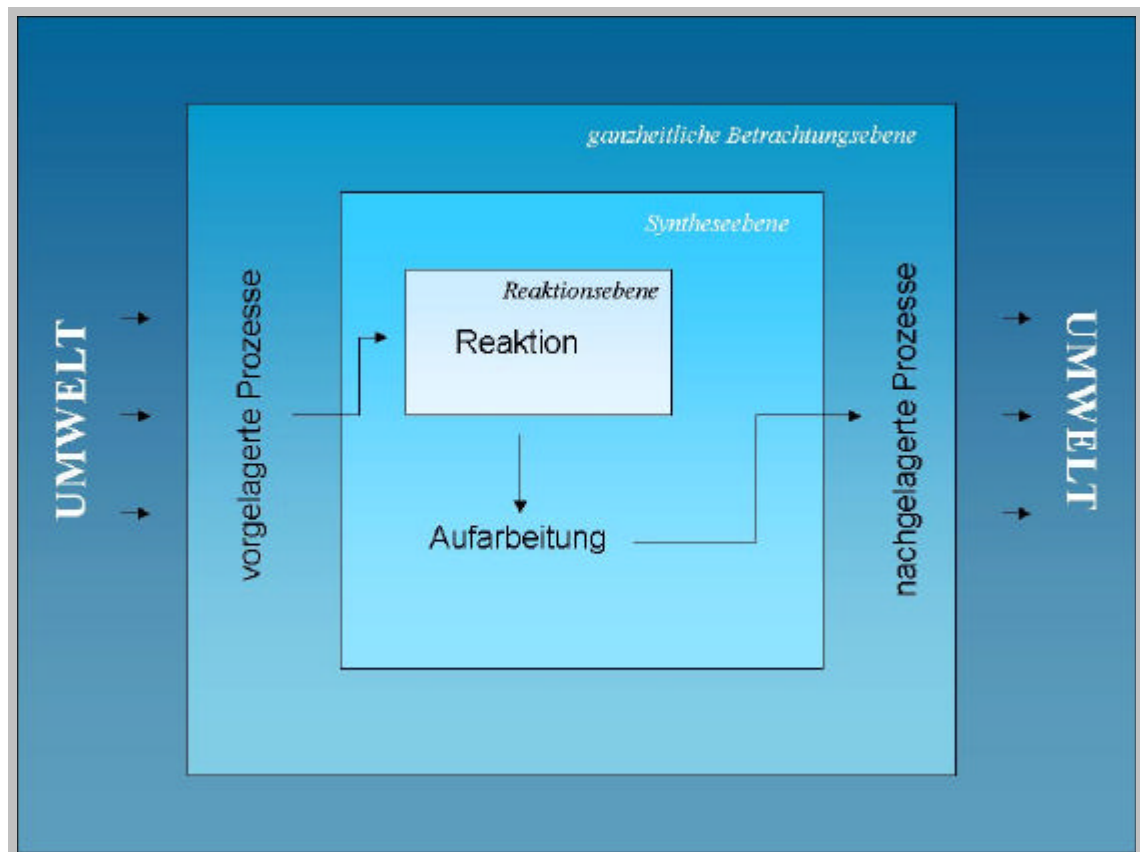 ganzheitliche Betrachtungsebene
Syntheseebene
Reaktionsebene
Reaktion
Aufarbeitung
UMWELT
vorgelagerte Prozesse
nachgelagerte Prozesse
UMWELT